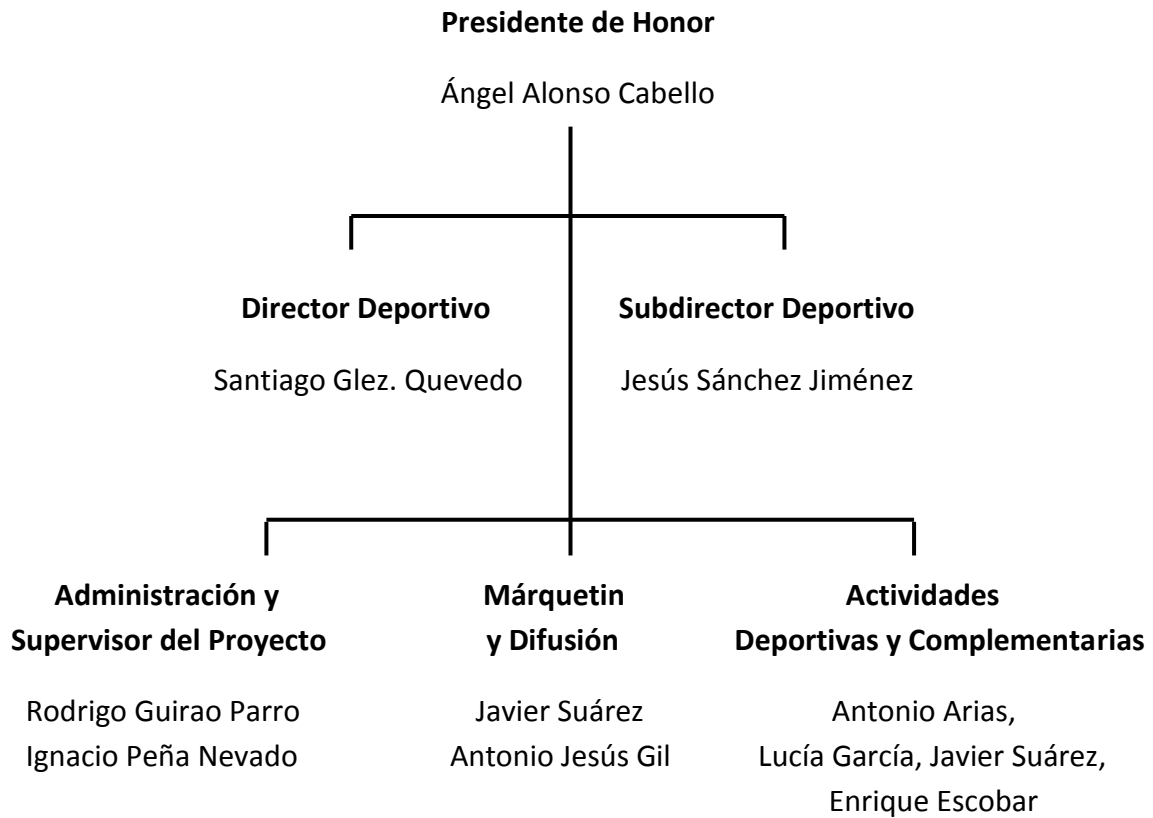 Presidente de Honor
Ángel Alonso Cabello
Director Deportivo
Santiago Glez. Quevedo
Subdirector Deportivo
Jesús Sánchez Jiménez
Administración y
Supervisor del Proyecto
Rodrigo Guirao Parro
Ignacio Peña Nevado
Márquetin
y Difusión
Javier Suárez
Antonio Jesús Gil
Actividades
Deportivas y Complementarias
Antonio Arias,
Lucía García, Javier Suárez,
Enrique Escobar